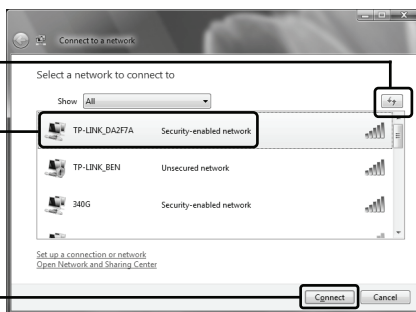 Connect to a network
Select a network to connect to
Show All
TP-LINK_DA2F7A Security-enabled network
TP-LINK_BEN Unsecured network
340G Security-enabled network
Set up a connection or network
Open Network and Sharing Center
Connect Cancel